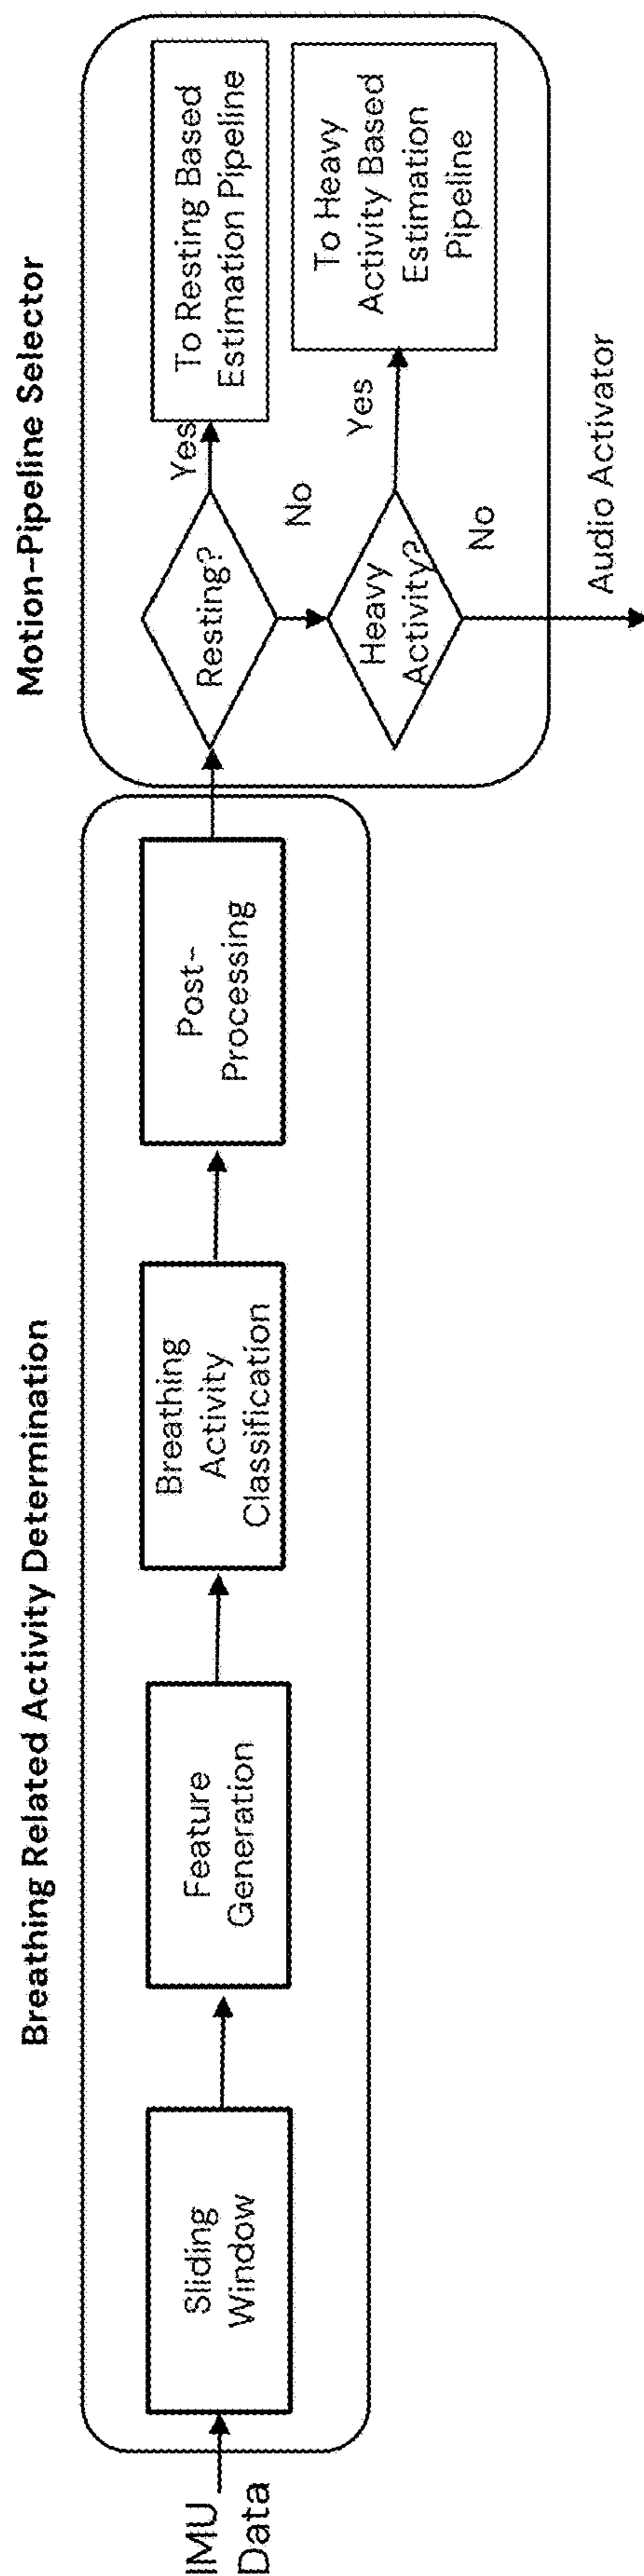 Breathing Related Activity Determination
Motion-Pipeline Selector
IMU
Data
Sliding
Window
Feature
Generation
Breathing
Activity
Classification
Post-
Processing
Resting?
Yes
To Resting Based
Estimation Pipeline
No
Heavy
Activity?
Yes
To Heavy
Activity Based
Estimation
Pipeline
No
Audio Activator